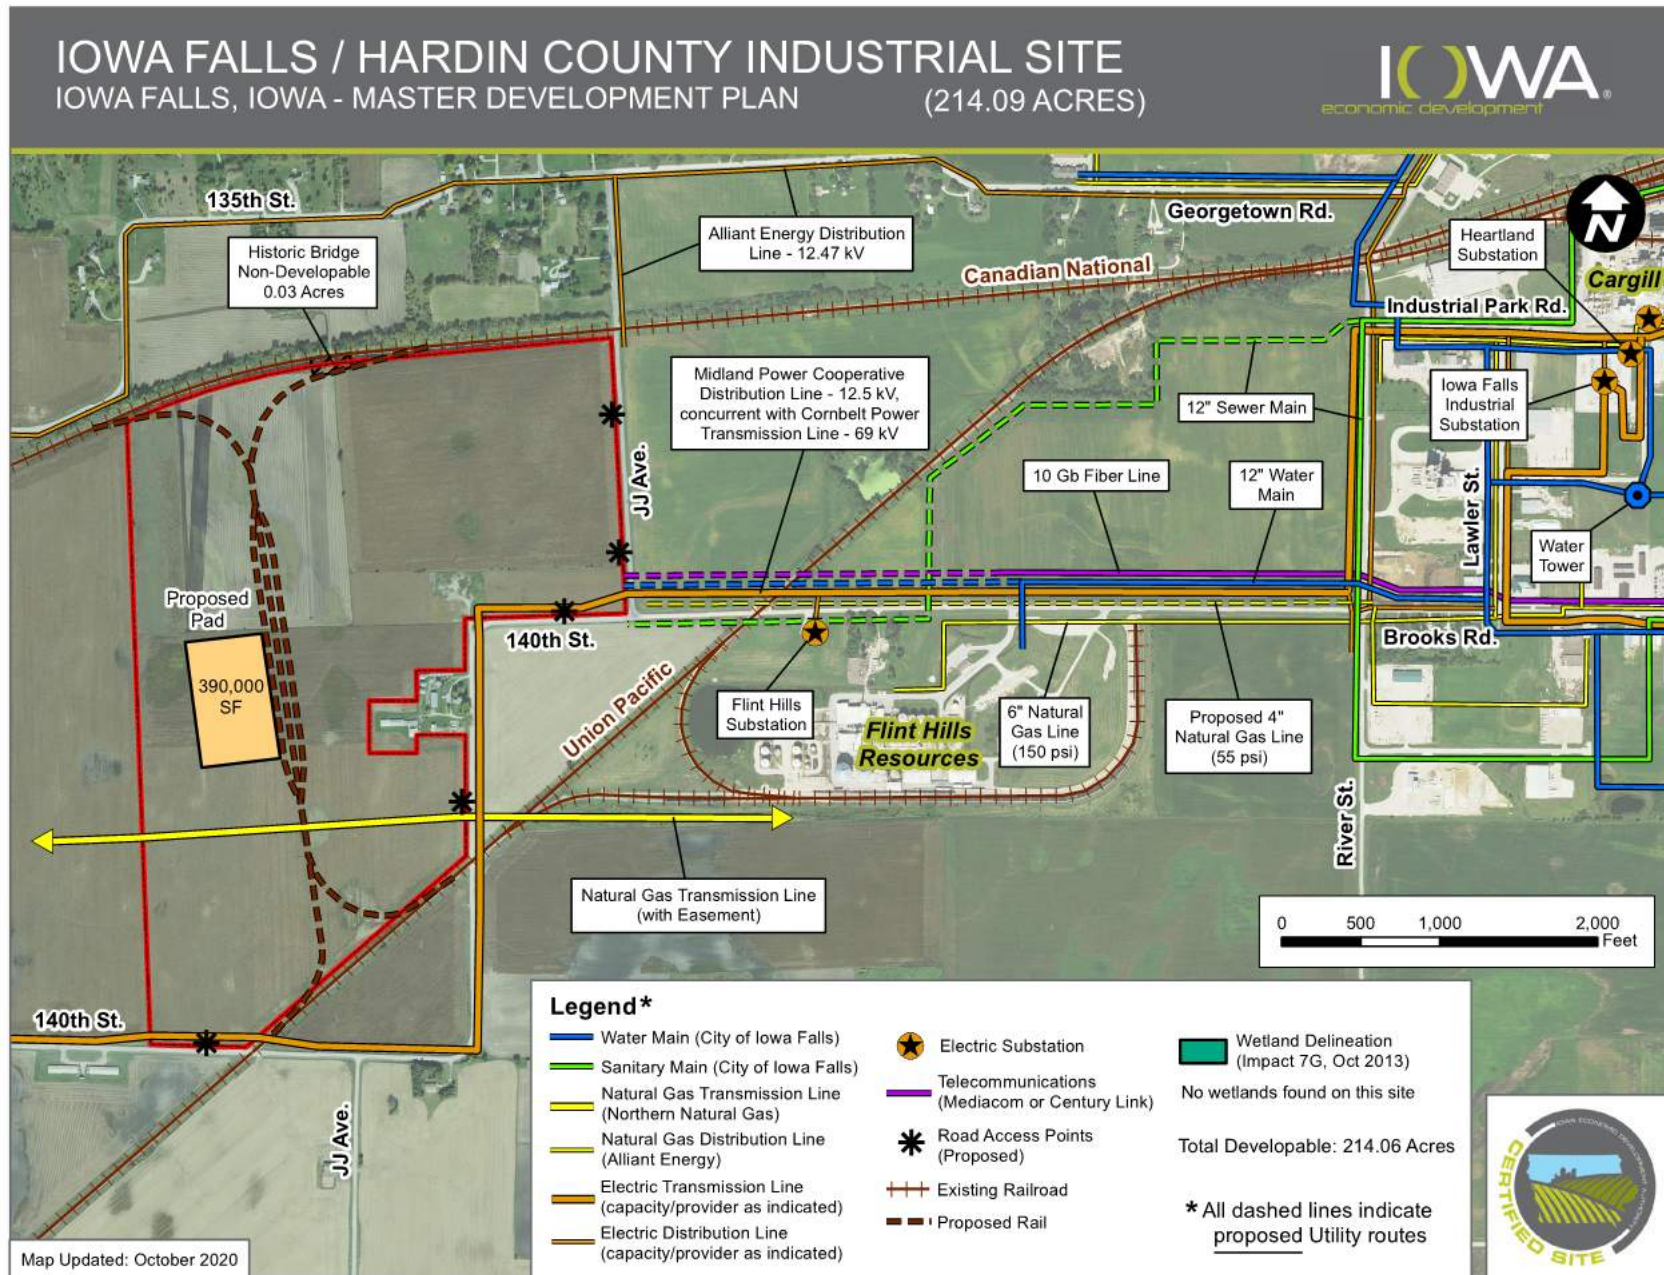 IOWA FALLS / HARDIN COUNTY INDUSTRIAL SITE
IOWA FALLS, IOWA - MASTER DEVELOPMENT PLAN (214.09 ACRES)
IOWA®
economic development
135th St.
Georgetown Rd.
N
Historic Bridge
Non-Developable
0.03 Acres
Alliant Energy Distribution
Line - 12.47 kV
Heartland
Substation
Canadian National
Cargill
Industrial Park Rd.
Midland Power Cooperative
Distribution Line - 12.5 kV,
concurrent with Cornbelt Power
Transmission Line - 69 kV
12" Sewer Main
Iowa Falls
Industrial
Substation
JJ Ave.
10 Gb Fiber Line
12" Water
Main
Lawler St.
Water
Tower
Proposed
Pad
390,000
SF
140th St.
Brooks Rd.
Union Pacific
Flint Hills
Substation
Flint Hills
Resources
6" Natural
Gas Line
(150 psi)
Proposed 4"
Natural Gas Line
(55 psi)
River St.
Natural Gas Transmission Line
(with Easement)
0 500 1,000 2,000
Feet
140th St.
JJ Ave.
Legend*
Water Main (City of Iowa Falls)
Sanitary Main (City of Iowa Falls)
Natural Gas Transmission Line
(Northern Natural Gas)
Natural Gas Distribution Line
(Alliant Energy)
Electric Transmission Line
(capacity/provider as indicated)
Electric Distribution Line
(capacity/provider as indicated)
Electric Substation
Telecommunications
(Mediacom or Century Link)
Road Access Points
(Proposed)
Existing Railroad
Proposed Rail
Wetland Delineation
(Impact 7G, Oct 2013)
No wetlands found on this site
Total Developable: 214.06 Acres
*All dashed lines indicate
proposed Utility routes
IOWA ECONOMIC DEVELOPMENT AUTHORITY
CERTIFIED SITE
Map Updated: October 2020